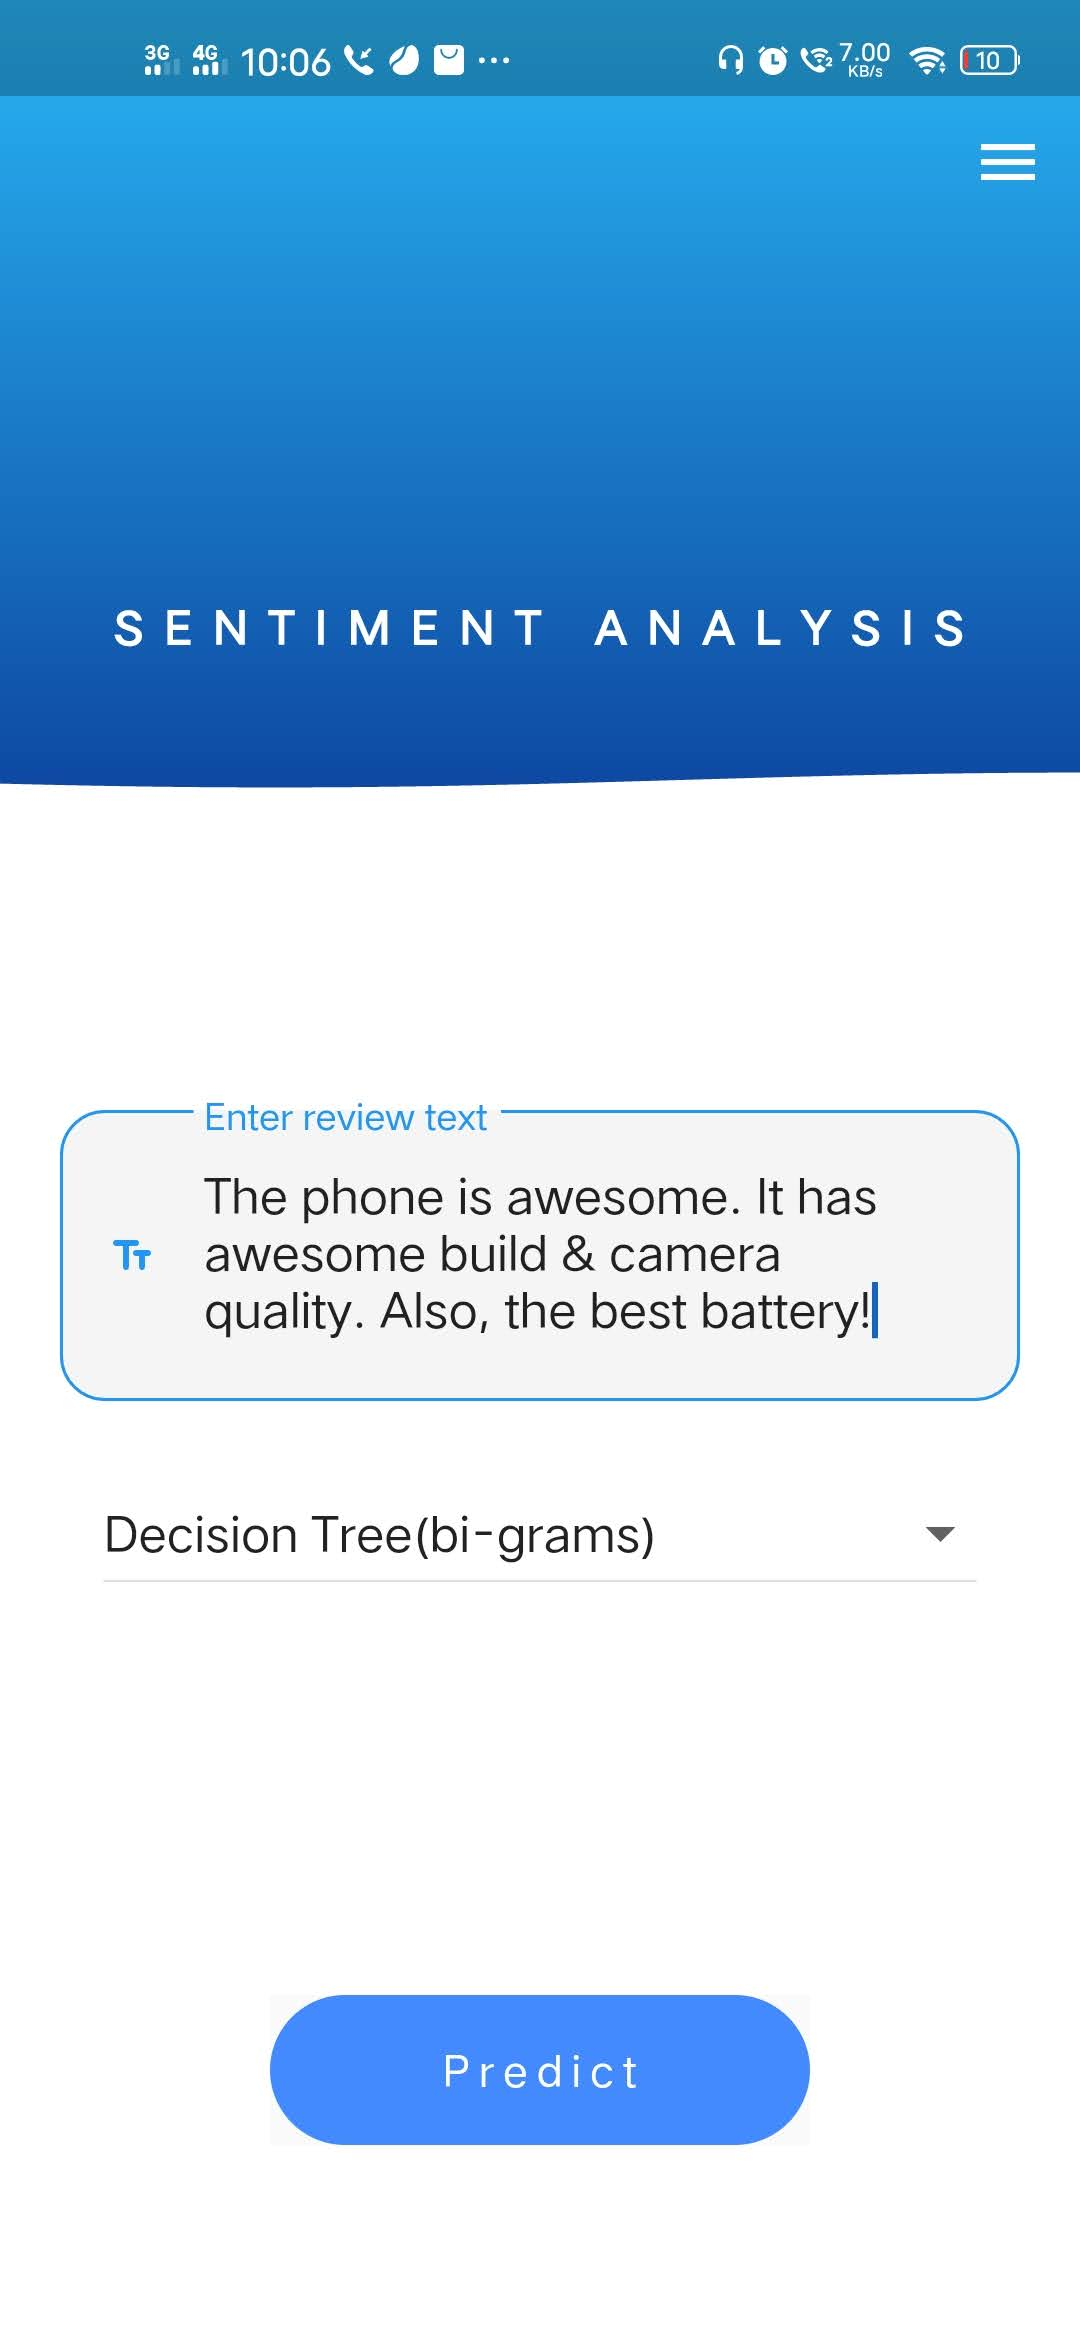 3G 4G 10:06 ... 7.00 KB/s 10
SENTIMENT ANALYSIS
Enter review text
The phone is awesome. It has
awesome build & camera
quality. Also, the best battery!
Tт
Decision Tree(bi-grams)
Predict